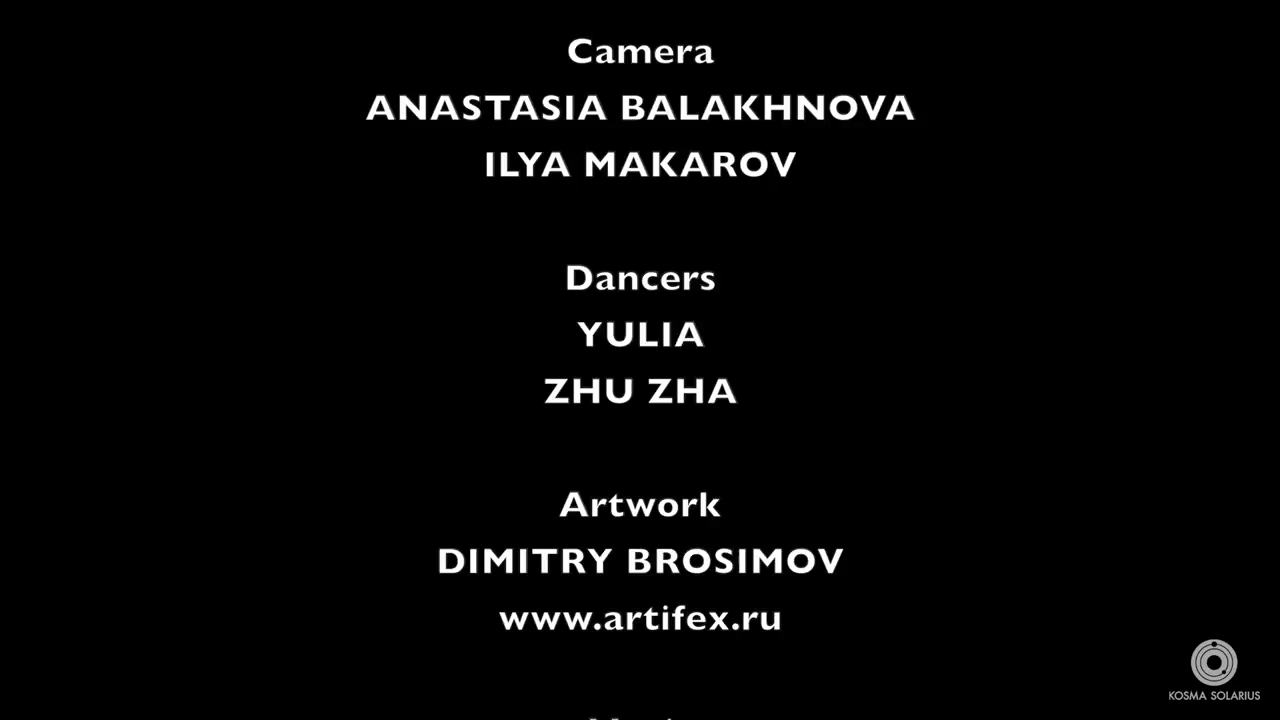 Camera
ANASTASIA BALAKHNOVA
ILYA MAKAROV
Dancers
YULIA
ZHU ZHA
Artwork
DIMITRY BROSIMOV
www.artifex.ru
KOSMA SOLARIUS